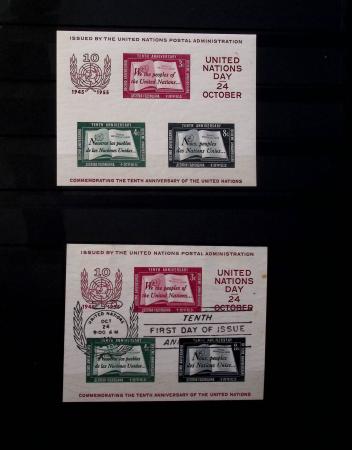 ISSUED BY THE UNITED NATIONS POSTAL ADMINISTRATION
10
1945 1955
TENTH ANNIVERSARY
3c
We the peoples of
the United Nations...
UNITED
NATIONS
DAY
24
OCTOBER
TENTH ANNIVERSARY
4c
Nosotros los pueblos
de las Naciones Unidas...
TENTH ANNIVERSARY
8c
Nous, peuples
des Nations Unies...
COMMEMORATING THE TENTH ANNIVERSARY OF THE UNITED NATIONS
ISSUED BY THE UNITED NATIONS POSTAL ADMINISTRATION
10
TENTH ANNIVERSARY
3c
We the peoples of
the United Nations...
UNITED
NATIONS
DAY
24
OCTOBER
UNITED NATIONS
OCT
24
9:00 AM
TENTH
FIRST DAY OF ISSUE
Nosotros los pueblos
de las Naciones Unidas...
Nous, peuples
des Nations Unies...
COMMEMORATING THE TENTH ANNIVERSARY OF THE UNITED NATIONS